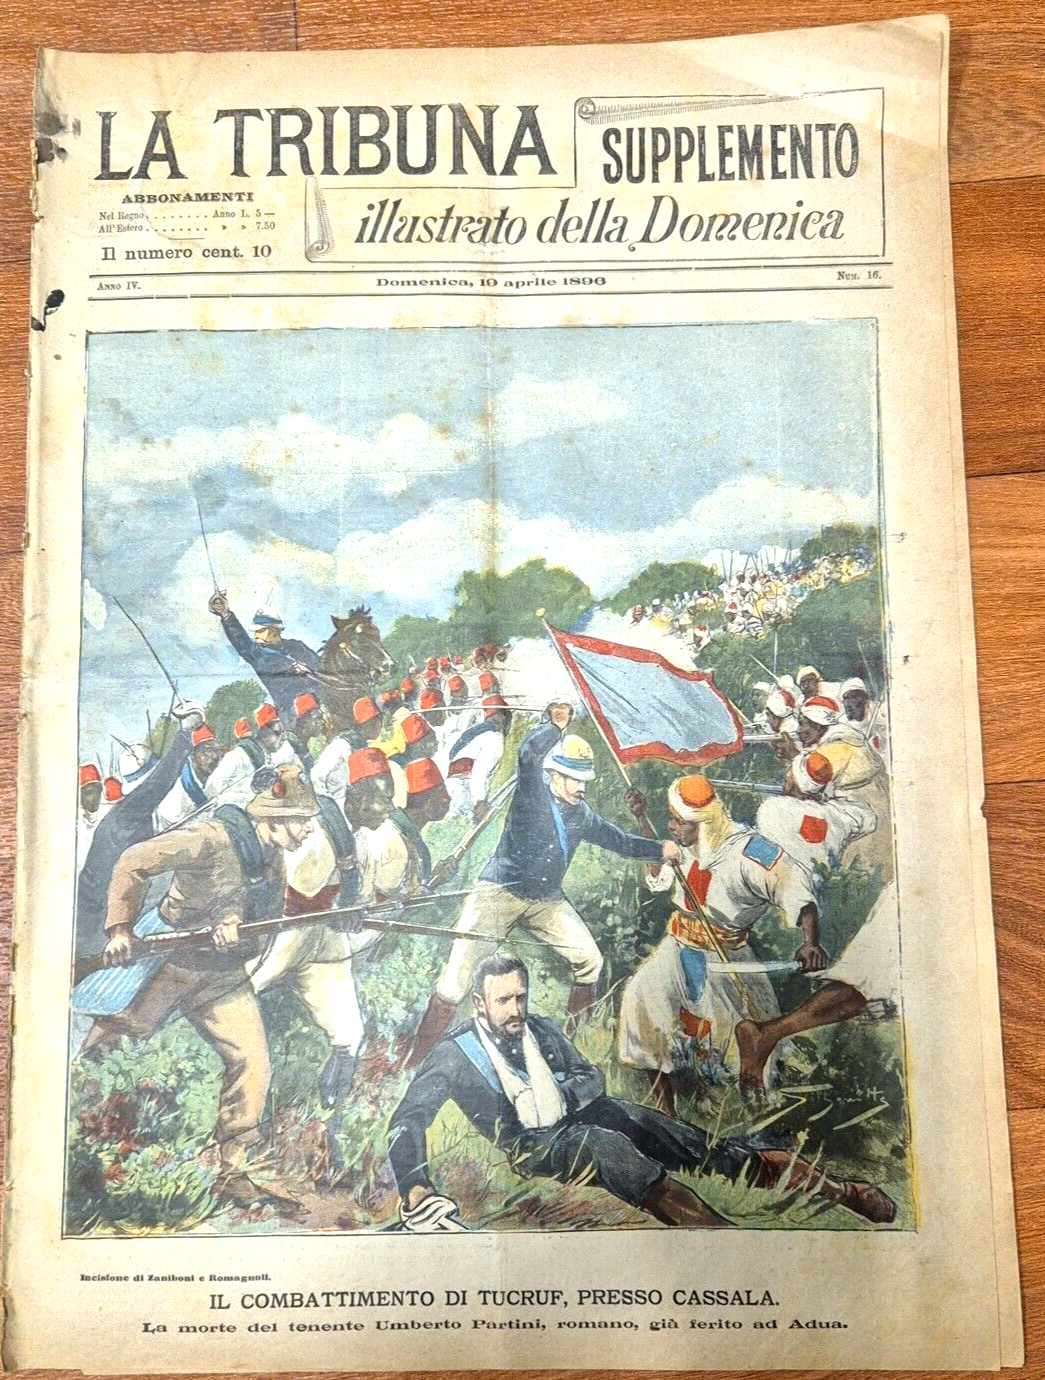 LA TRIBUNA
SUPPLEMENTO
illustrato della Domenica
ABBONAMENTI
Nel Regno. . . . . . . . Anno L. 5 —
All'Estero. . . . . . . . » » 7.50
Il numero cent. 10
ANNO IV.
Domenica, 19 aprile 1896
NUM. 16.
Incisione di Zaniboni e Romagnoli.
IL COMBATTIMENTO DI TUCRUF, PRESSO CASSALA.
La morte del tenente Umberto Partini, romano, già ferito ad Adua.